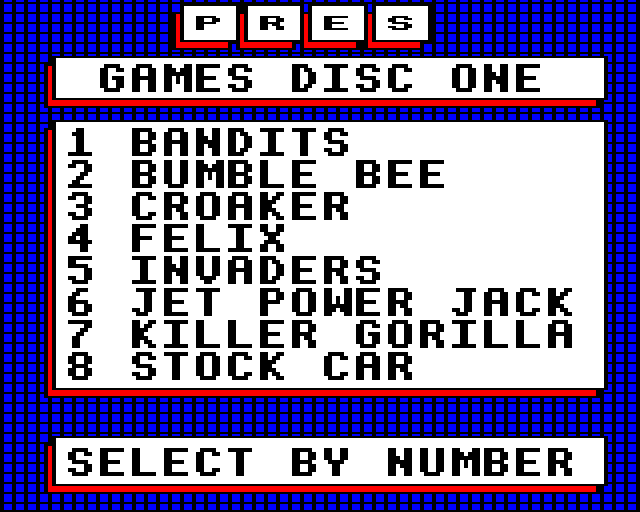 PRES
GAMES DISC ONE
1 BANDITS
2 BUMBLE BEE
3 CROAKER
4 FELIX
5 INVADERS
6 JET POWER JACK
7 KILLER GORILLA
8 STOCK CAR
SELECT BY NUMBER